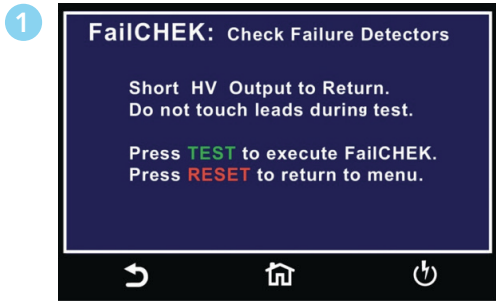 1
FailCHEK: Check Failure Detectors
Short HV Output to Return.
Do not touch leads during test.
Press TEST to execute FailCHEK.
Press RESET to return to menu.